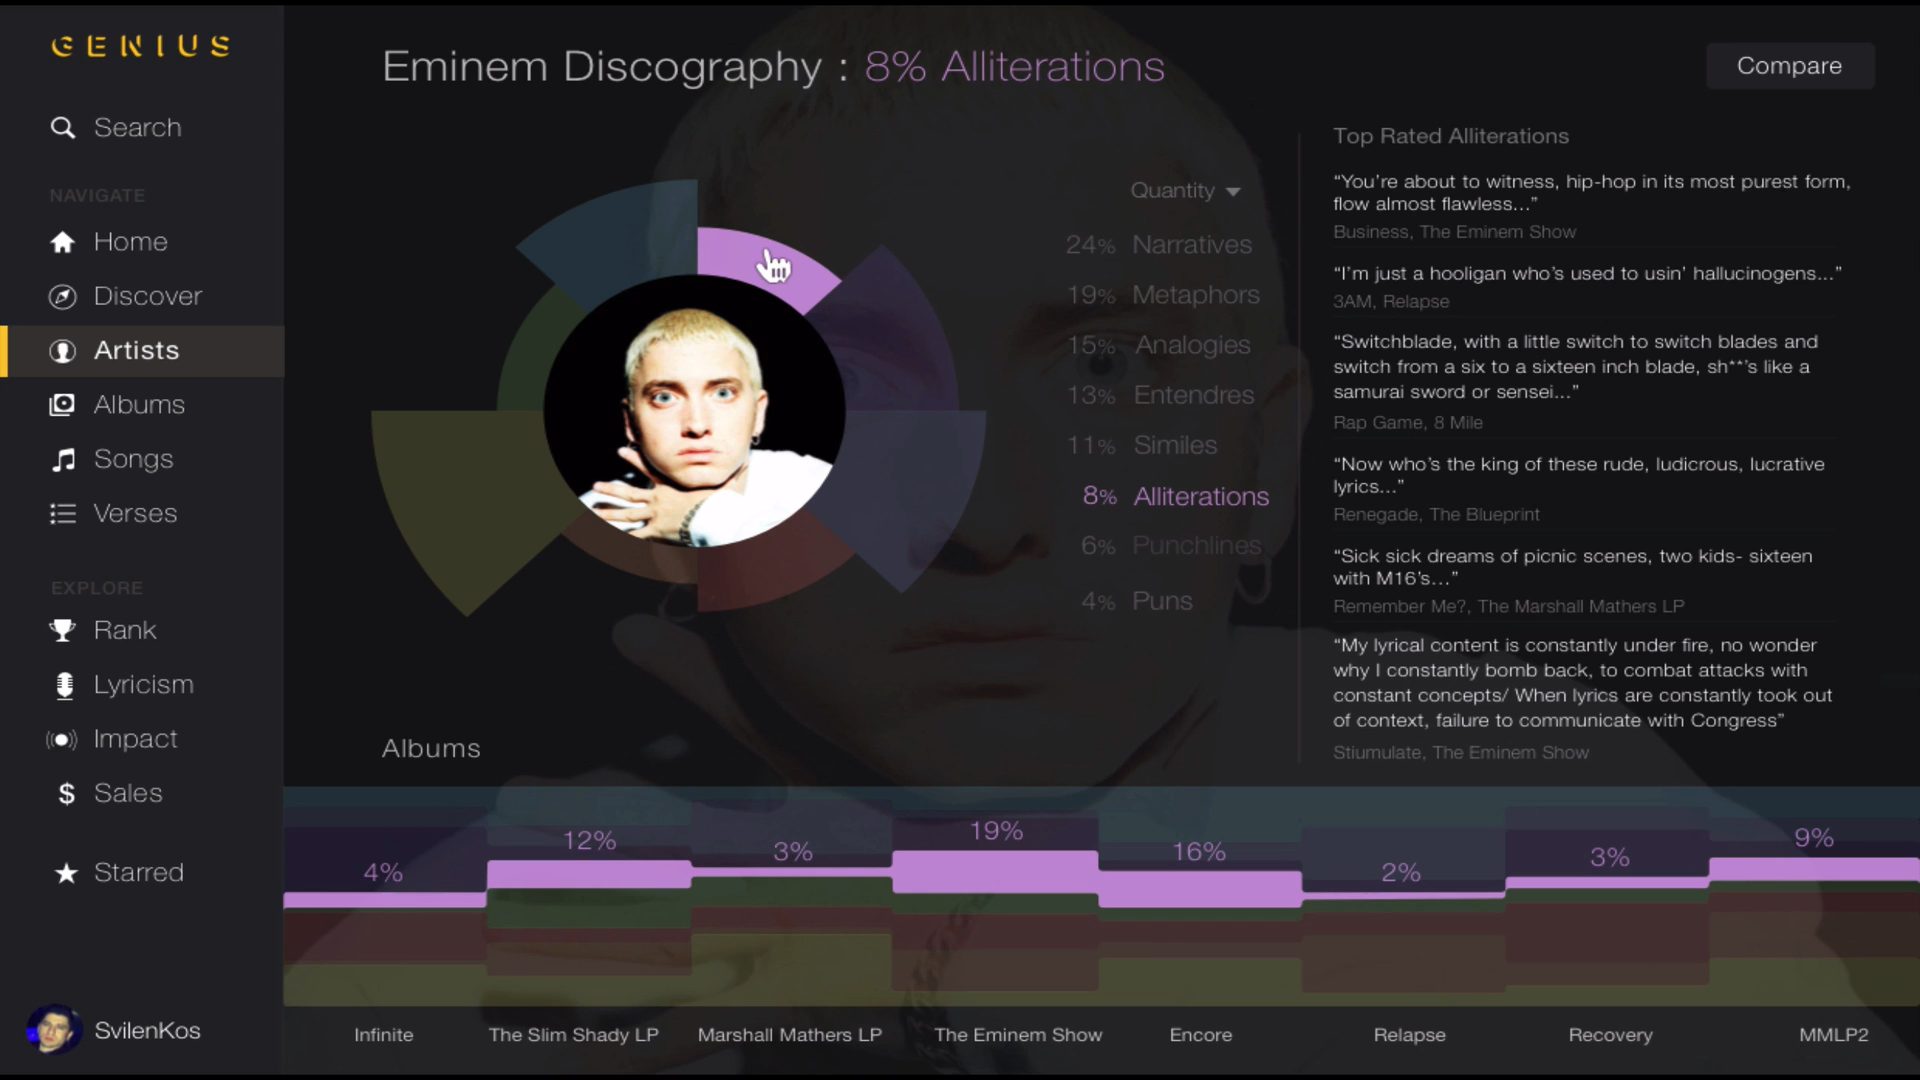 GENIUS
Search
NAVIGATE
Home
Discover
Artists
Albums
Songs
Verses
EXPLORE
Rank
Lyricism
Impact
$ Sales
Starred
SvilenKos
Eminem Discography : 8% Alliterations
Compare
Quantity
24% Narratives
19% Metaphors
15% Analogies
13% Entendres
11% Similes
8% Alliterations
6% Punchlines
4% Puns
Top Rated Alliterations
“You’re about to witness, hip-hop in its most purest form,
flow almost flawless...”
Business, The Eminem Show
“I’m just a hooligan who’s used to usin’ hallucinogens...”
3AM, Relapse
“Switchblade, with a little switch to switch blades and
switch from a six to a sixteen inch blade, sh**’s like a
samurai sword or sensei...”
Rap Game, 8 Mile
“Now who’s the king of these rude, ludicrous, lucrative
lyrics...”
Renegade, The Blueprint
“Sick sick dreams of picnic scenes, two kids- sixteen
with M16’s...”
Remember Me?, The Marshall Mathers LP
“My lyrical content is constantly under fire, no wonder
why I constantly bomb back, to combat attacks with
constant concepts/ When lyrics are constantly took out
of context, failure to communicate with Congress”
Stiumulate, The Eminem Show
Albums
4%
12%
3%
19%
16%
2%
3%
9%
Infinite
The Slim Shady LP
Marshall Mathers LP
The Eminem Show
Encore
Relapse
Recovery
MMLP2